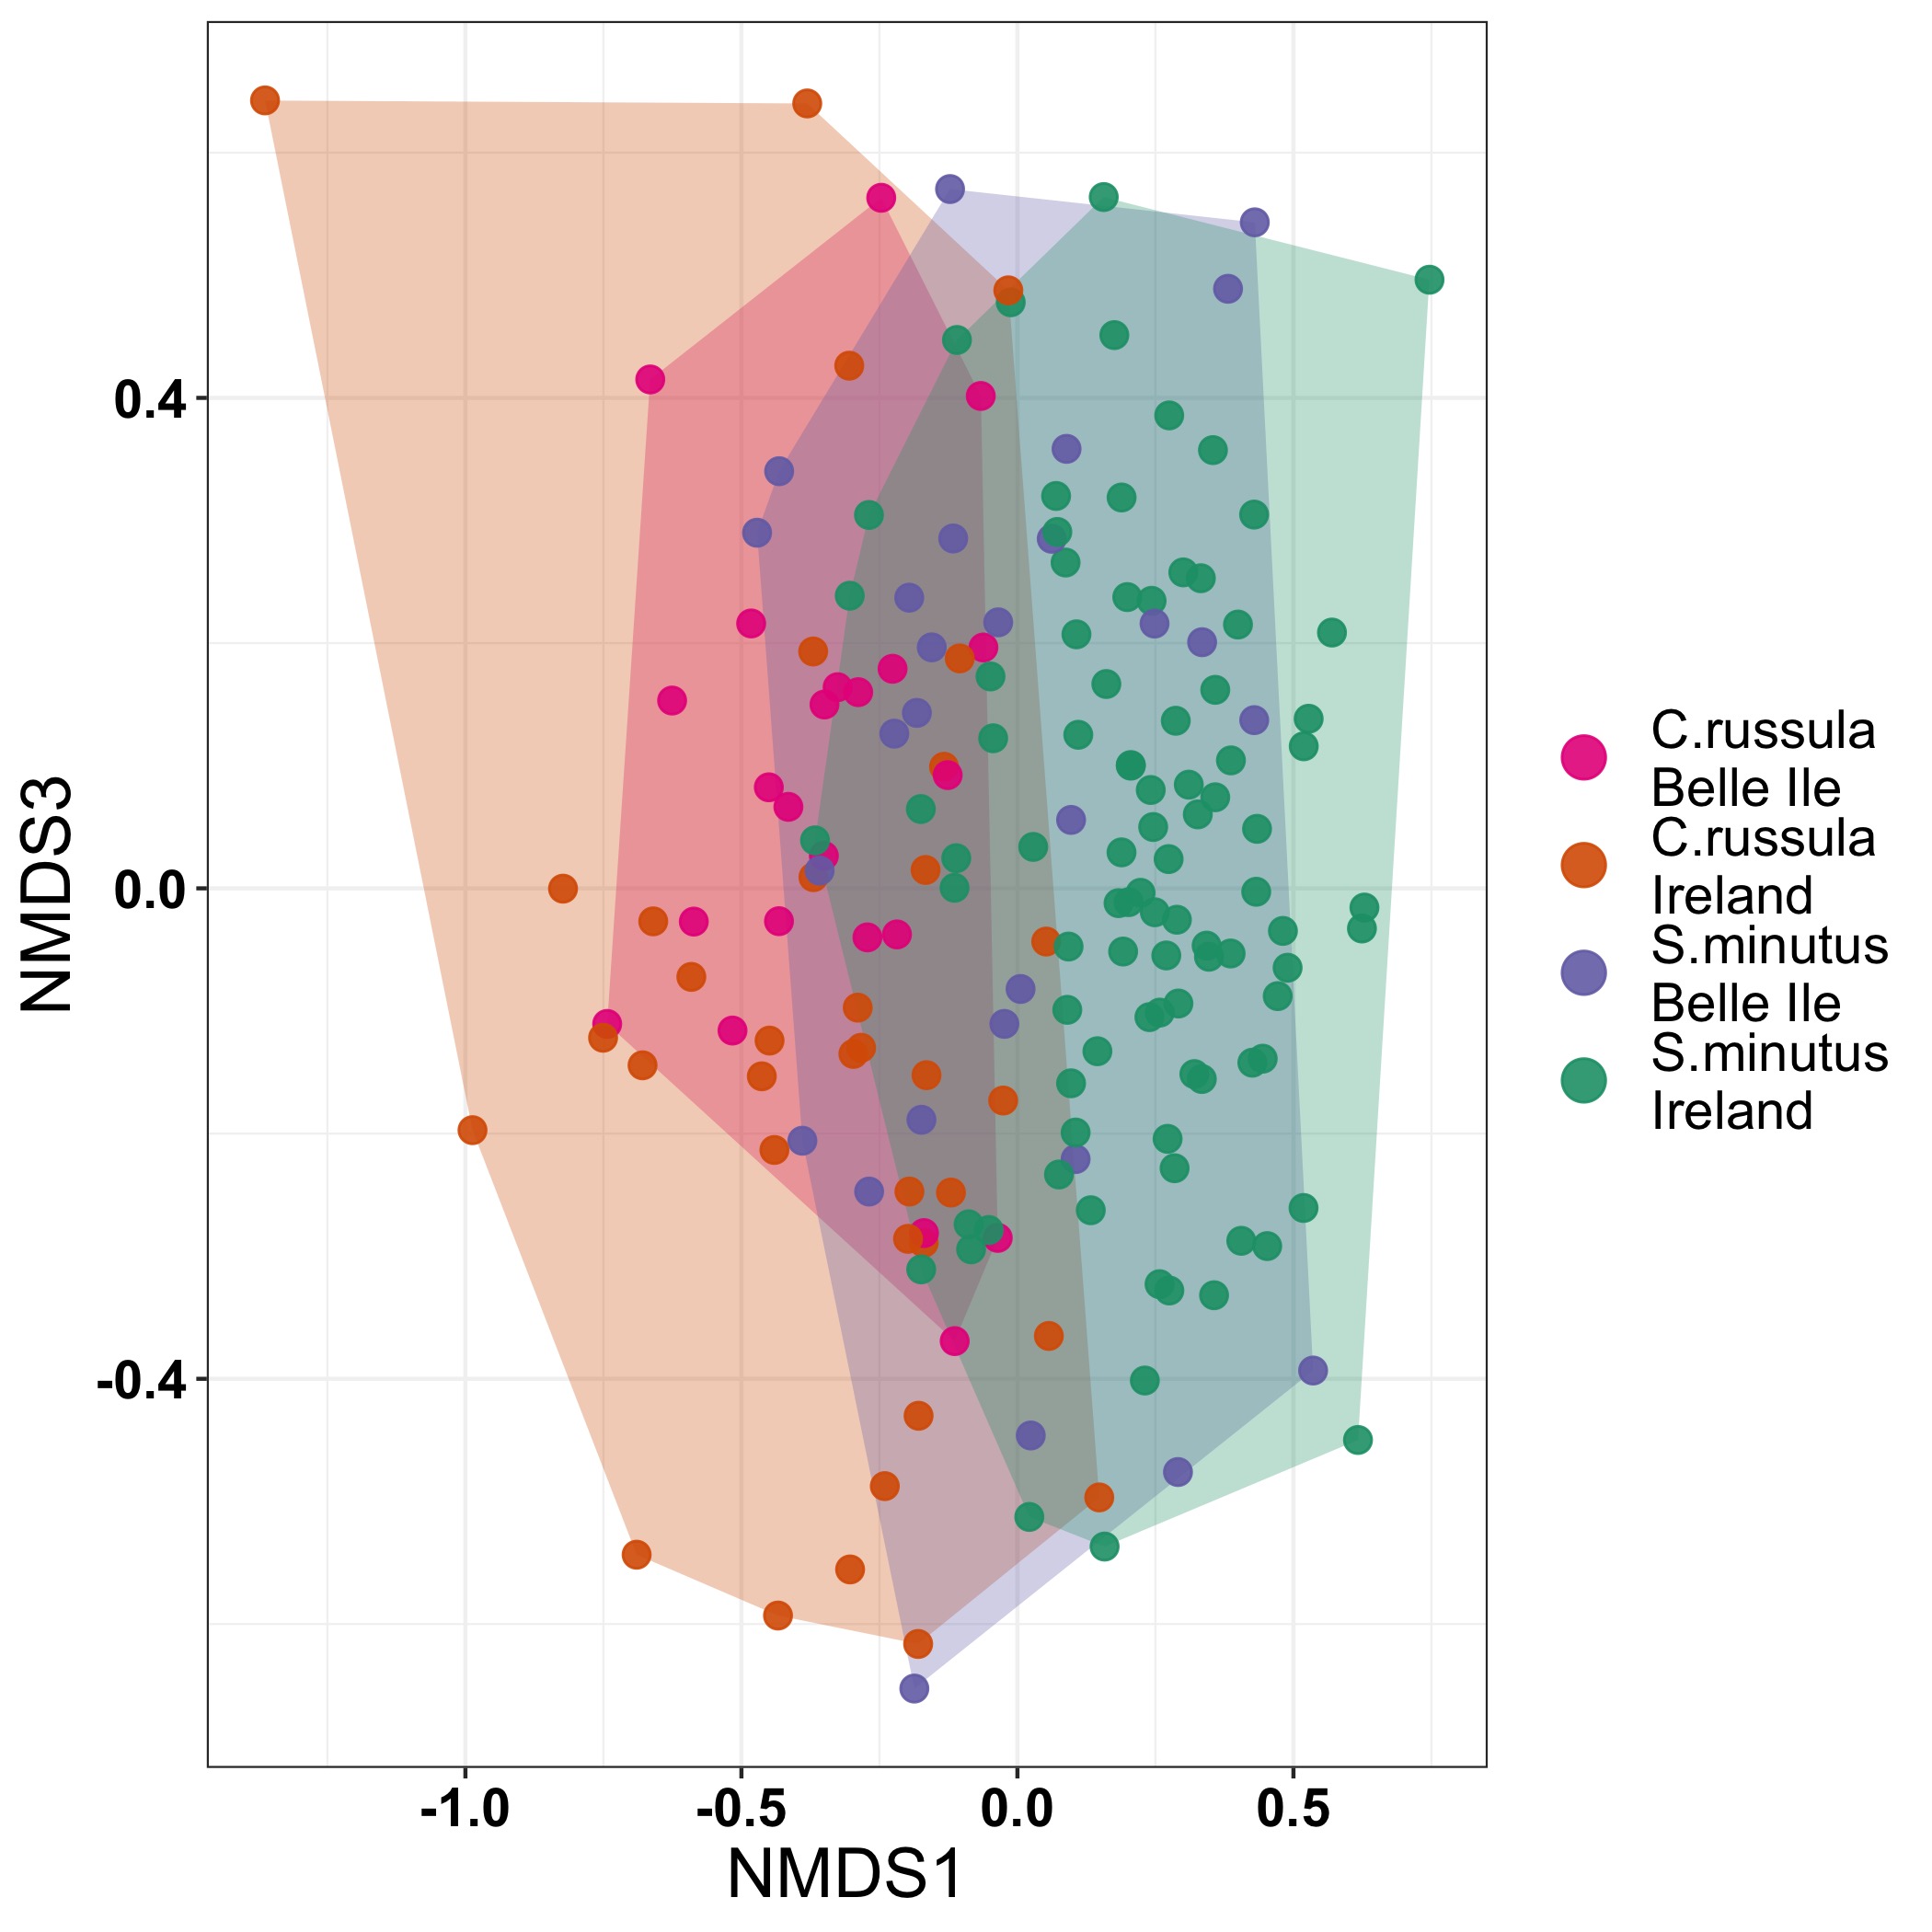 NMDS3
0.4
0.0
-0.4
-1.0
-0.5
0.0
0.5
NMDS1
C.russula
Belle Ile
C.russula
Ireland
S.minutus
Belle Ile
S.minutus
Ireland